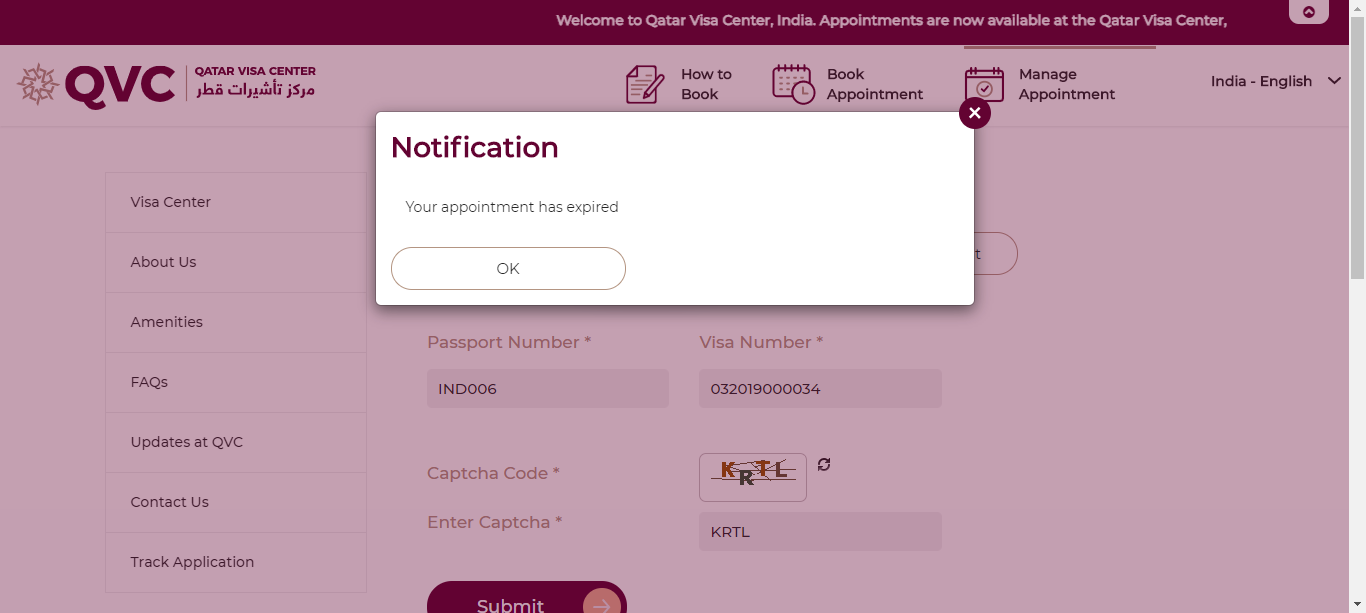 Welcome to Qatar Visa Center, India. Appointments are now available at the Qatar Visa Center,
QVC
QATAR VISA CENTER
مركز تأشيرات قطر
How to
Book
Book
Appointment
Manage
Appointment
India - English
Notification
Your appointment has expired
OK
t
Visa Center
About Us
Amenities
FAQs
Updates at QVC
Contact Us
Track Application
Passport Number *
Visa Number *
IND006
032019000034
Captcha Code *
KRTL
Enter Captcha *
KRTL
Submit